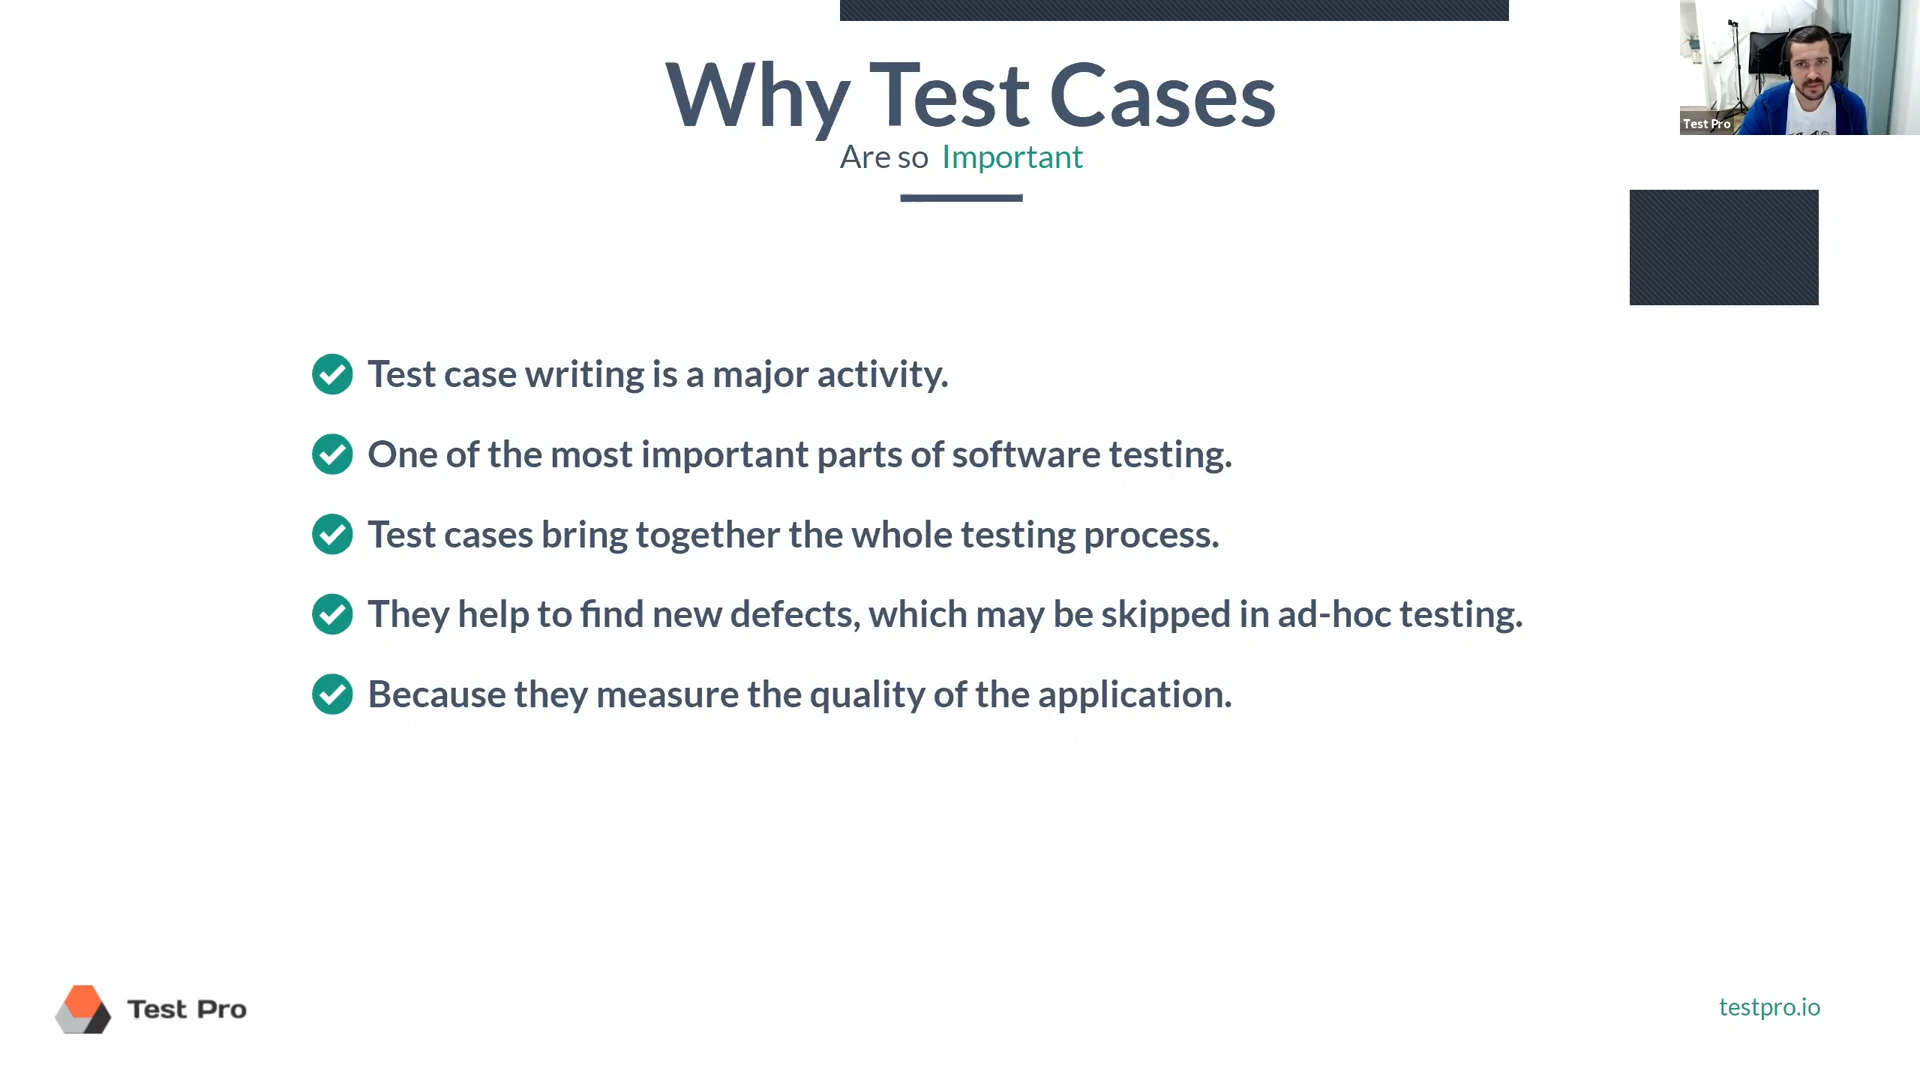 Why Test Cases
Are so Important
Test Pro
Test case writing is a major activity.
One of the most important parts of software testing.
Test cases bring together the whole testing process.
They help to find new defects, which may be skipped in ad-hoc testing.
Because they measure the quality of the application.
Test Pro
testpro.io